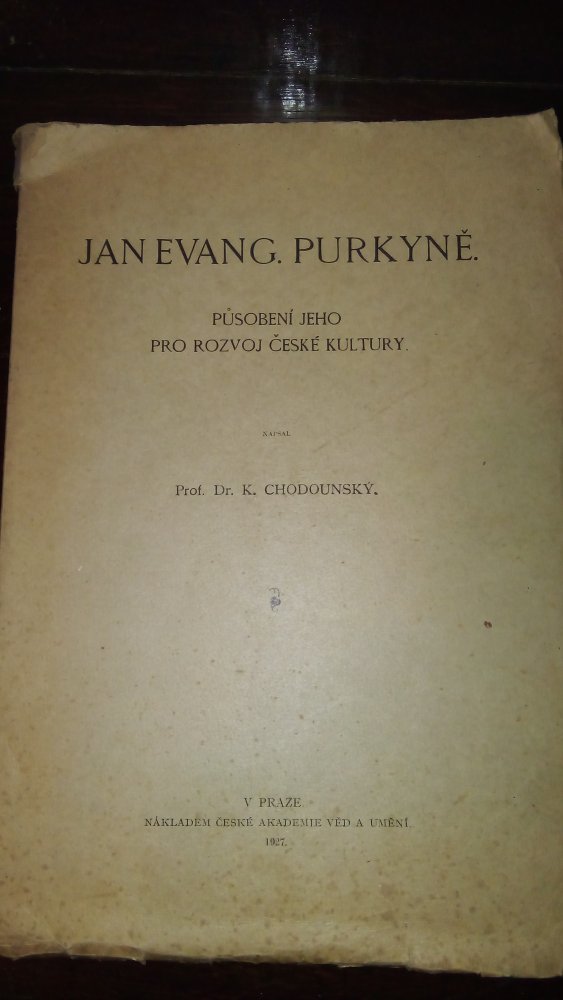 JAN EVANG. PURKYNĚ.
PŮSOBENÍ JEHO
PRO ROZVOJ ČESKÉ KULTURY.
NAPSAL
Prof. Dr. K. CHODOUNSKÝ.
V PRAZE.
NÁKLADEM ČESKÉ AKADEMIE VĚD A UMĚNÍ.
1927.